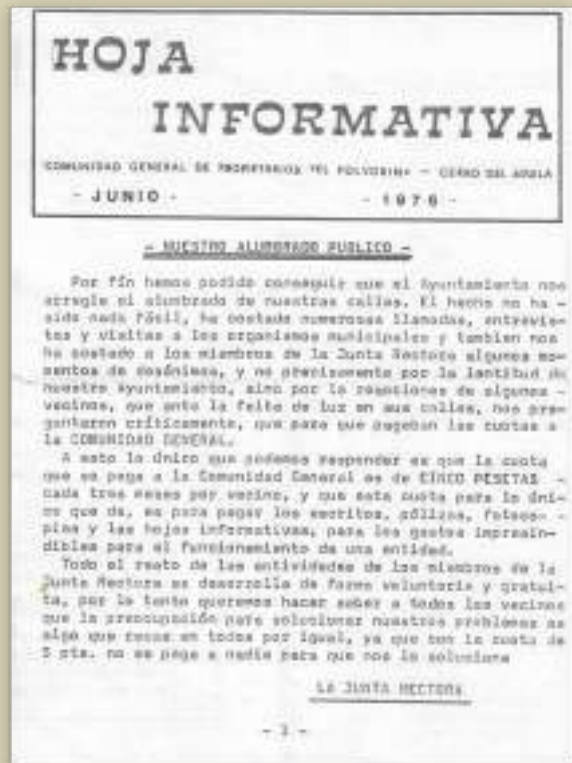 HOJA
INFORMATIVA
COMUNIDAD GENERAL DE PROPIETARIOS "EL POLVORIN" - CERRO DEL AGUILA
- JUNIO - - 1976 -
- NUESTRO ALUMBRADO PUBLICO -
Por fín hemos podido conseguir que el Ayuntamiento nos
arregle el alumbrado de nuestras calles. El hecho no ha -
sido nada fácil, ha costado numerosas llamadas, entrevis-
tas y visitas a los organismos municipales y tambien nos
ha costado a los miembros de la Junta Rectora algunos mo-
mentos de desánimos, y no precisamente por la lentitud de
nuestro Ayuntamiento, sino por la reacciones de algunos -
vecinos, que ante la falta de luz en sus calles, nos pre-
guntaron críticamente, que para que pagaban las cuotas a
la COMUNIDAD GENERAL.
A esto lo único que podemos responder es que la cuota
que se paga a la Comunidad General es de CINCO PESETAS -
cada tres meses por vecino, y que esta cuota para lo úni-
co que da, es para pagar los escritos, pólizas, fotoco-
pias y las hojas informativas, para los gastos imprescin-
dibles para el funcionamiento de una entidad.
Todo el resto de las actividades de los miembros de la
Junta Rectora se desarrolla de forma voluntaria y gratui-
ta, por lo tanto queremos hacer saber a todos los vecinos
que la preocupación para solucionar nuestros problemas es
algo que recae en todos por igual, ya que con la cuota de
5 pts. no se paga a nadie para que nos lo solucione
LA JUNTA RECTORA